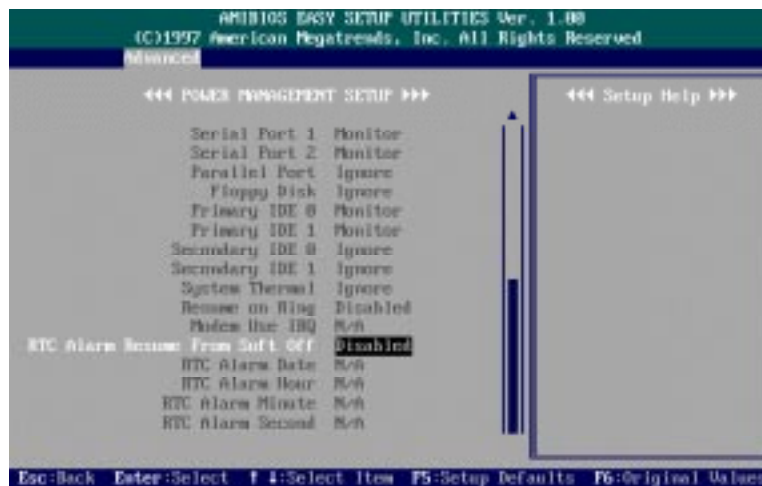 AMIBIOS EASY SETUP UTILITIES Ver. 1.00
(C)1997 American Megatrends, Inc. All Rights Reserved
Advanced
POWER MANAGEMENT SETUP
Setup Help
Serial Port 1 Monitor
Serial Port 2 Monitor
Parallel Port Ignore
Floppy Disk Ignore
Primary IDE 0 Monitor
Primary IDE 1 Monitor
Secondary IDE 0 Ignore
Secondary IDE 1 Ignore
System Thermal Ignore
Resume on Ring Disabled
Modem Use IRQ N/A
RTC Alarm Resume From Soft Off Disabled
RTC Alarm Date N/A
RTC Alarm Hour N/A
RTC Alarm Minute N/A
RTC Alarm Second N/A
Esc:Back Enter:Select ↑ ↓:Select Item F5:Setup Defaults F6:Original Values